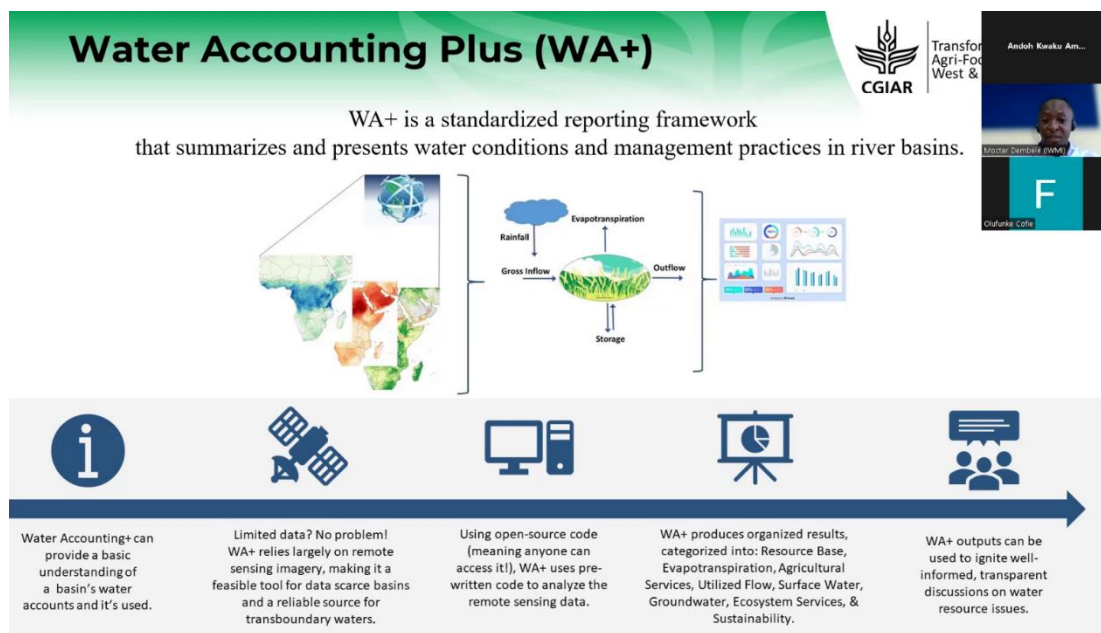 Water Accounting Plus (WA+)
CGIAR
Transfor
Agri-Foo
West &
Andoh Kwaku Am...
Moctar Dembélé (IWMI)
F
Olufunke Cofie
WA+ is a standardized reporting framework
that summarizes and presents water conditions and management practices in river basins.
Evapotranspiration
Rainfall
Gross Inflow
Outflow
Storage
Water Accounting+ can
provide a basic
understanding of
a basin's water
accounts and it's used.
Limited data? No problem!
WA+ relies largely on remote
sensing imagery, making it a
feasible tool for data scarce basins
and a reliable source for
transboundary waters.
Using open-source code
(meaning anyone can
access it!), WA+ uses pre-
written code to analyze the
remote sensing data.
WA+ produces organized results,
categorized into: Resource Base,
Evapotranspiration, Agricultural
Services, Utilized Flow, Surface Water,
Groundwater, Ecosystem Services, &
Sustainability.
WA+ outputs can be
used to ignite well-
informed, transparent
discussions on water
resource issues.